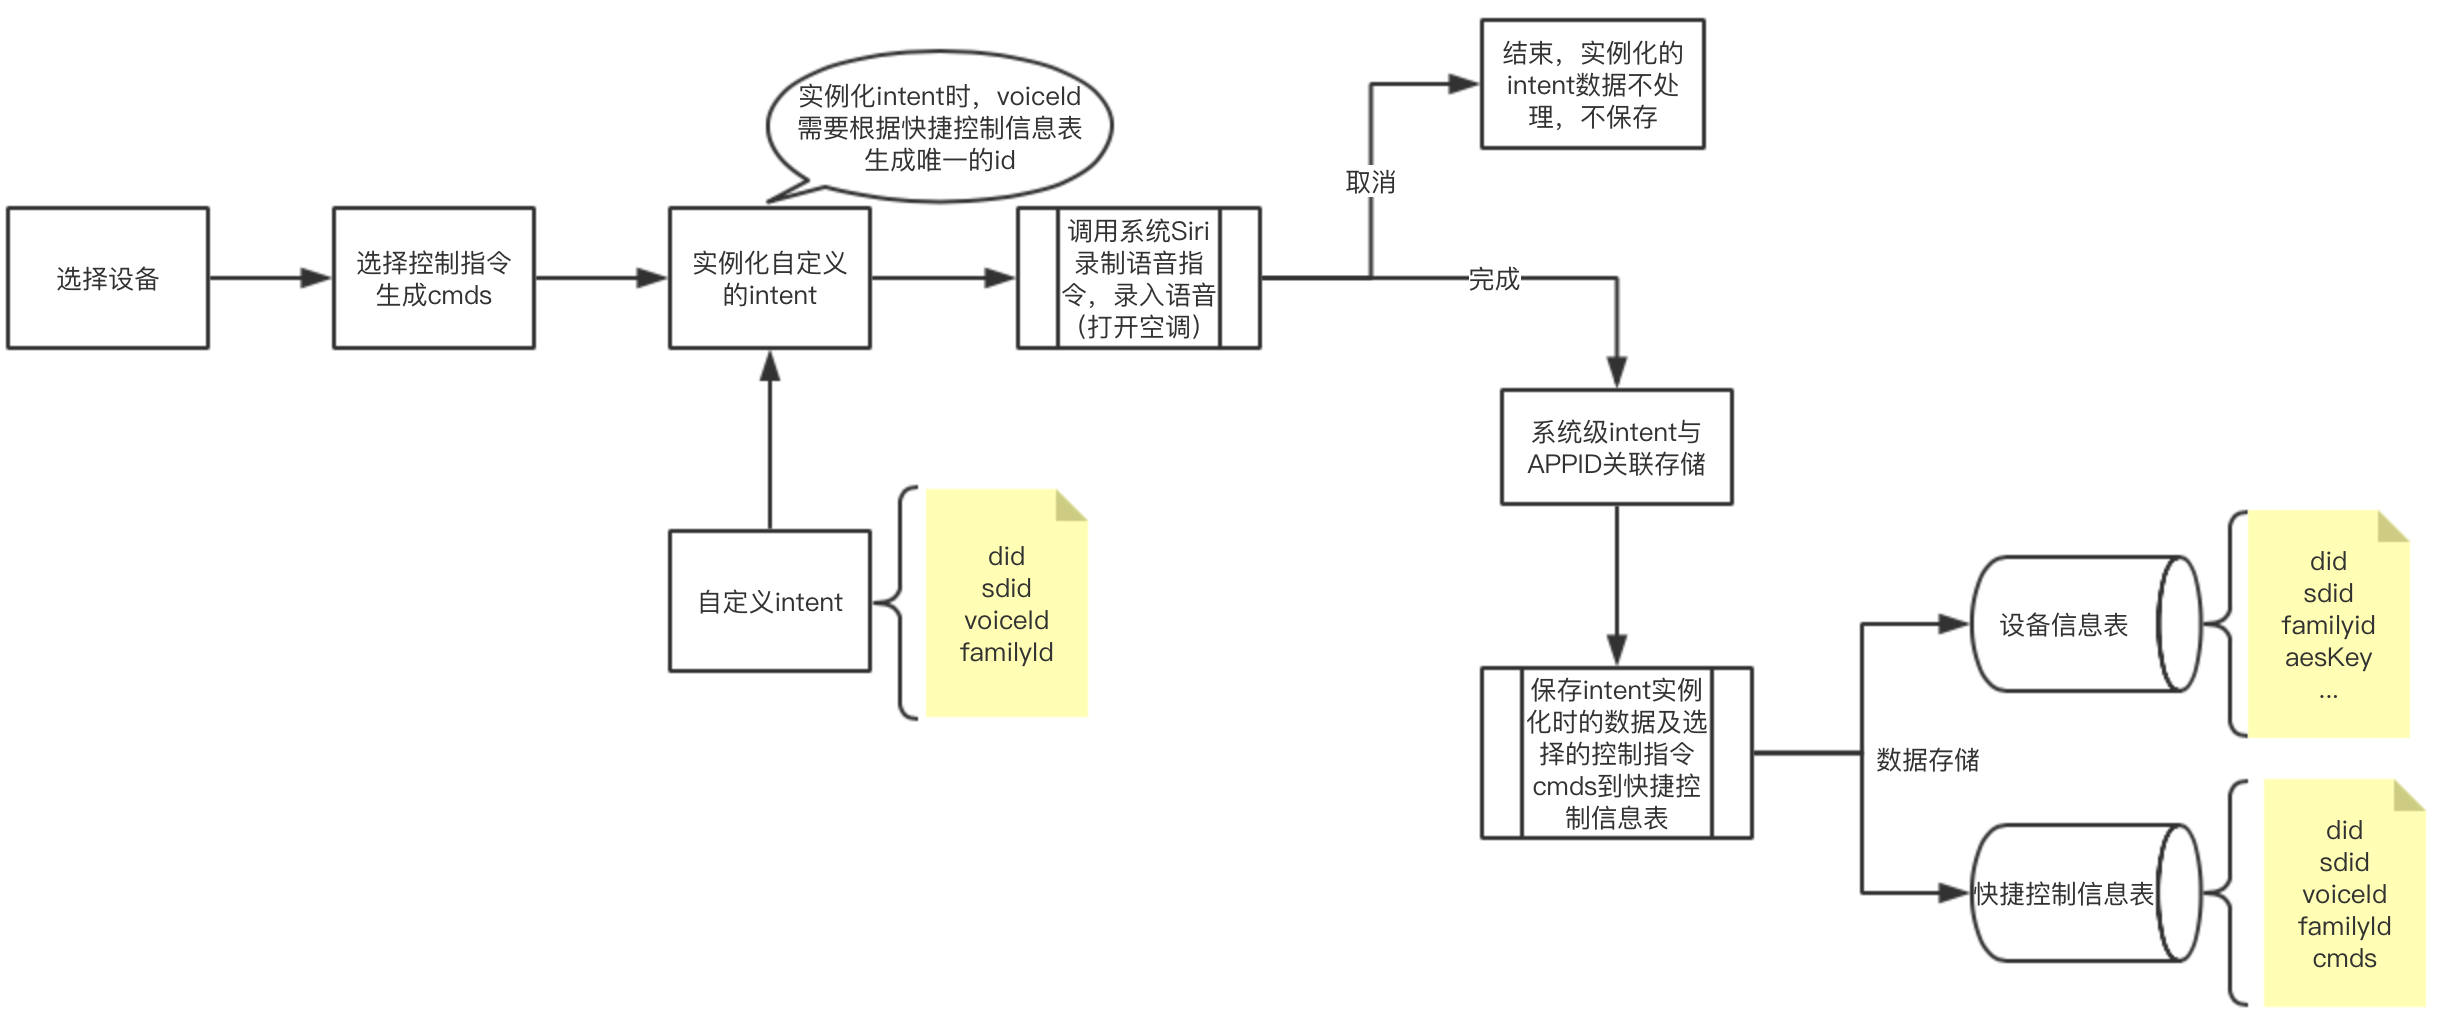 选择设备
选择控制指令
生成cmds
实例化intent时，voiceId
需要根据快捷控制信息表
生成唯一的id
实例化自定义
的intent
自定义intent
did
sdid
voiceId
familyId
调用系统Siri
录制语音指
令，录入语音
（打开空调）
取消
结束，实例化的
intent数据不处
理，不保存
完成
系统级intent与
APPID关联存储
保存intent实例
化时的数据及选
择的控制指令
cmds到快捷控
制信息表
数据存储
设备信息表
did
sdid
familyid
aesKey
...
快捷控制信息表
did
sdid
voiceId
familyId
cmds